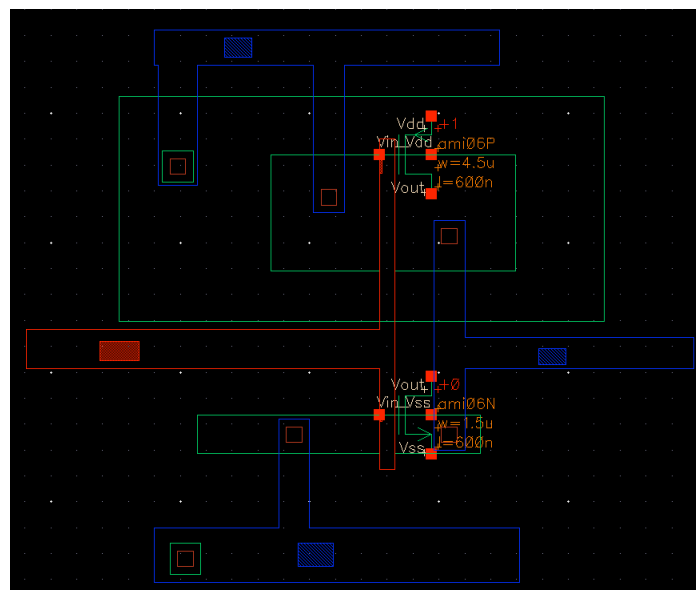 Vdd +1
Vin Vdd ami06P
w=4.5u
Vout l=600n
Vout +0
Vin Vss ami06N
w=1.5u
Vss l=600n